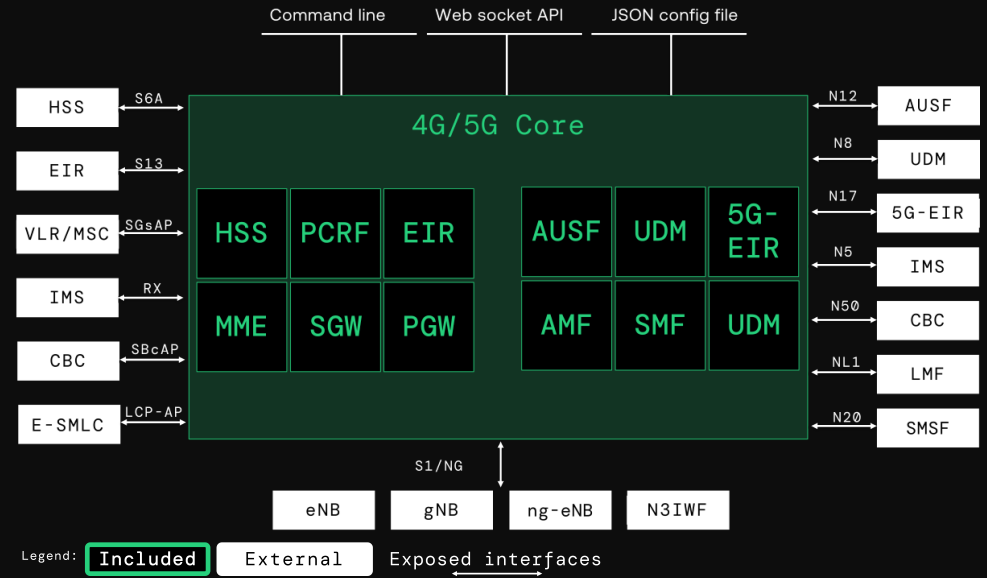 Command line
Web socket API
JSON config file
4G/5G Core
HSS
S6A
EIR
S13
VLR/MSC
SGsAP
IMS
RX
CBC
SBcAP
E-SMLC
LCP-AP
HSS
PCRF
EIR
MME
SGW
PGW
AUSF
UDM
5G-
EIR
AMF
SMF
UDM
N12
AUSF
N8
UDM
N17
5G-EIR
N5
IMS
N50
CBC
NL1
LMF
N20
SMSF
S1/NG
eNB
gNB
ng-eNB
N3IWF
Legend:
Included
External
Exposed interfaces